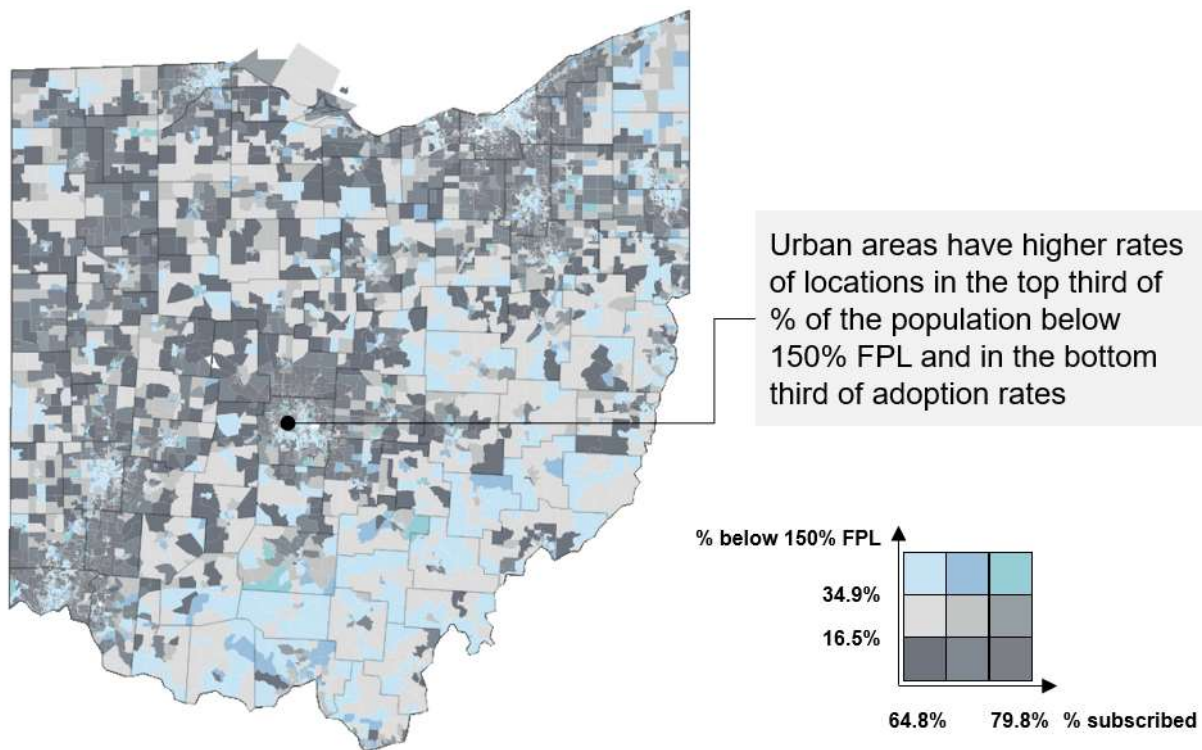 Urban areas have higher rates
of locations in the top third of
% of the population below
150% FPL and in the bottom
third of adoption rates
% below 150% FPL
34.9%
16.5%
64.8% 79.8% % subscribed